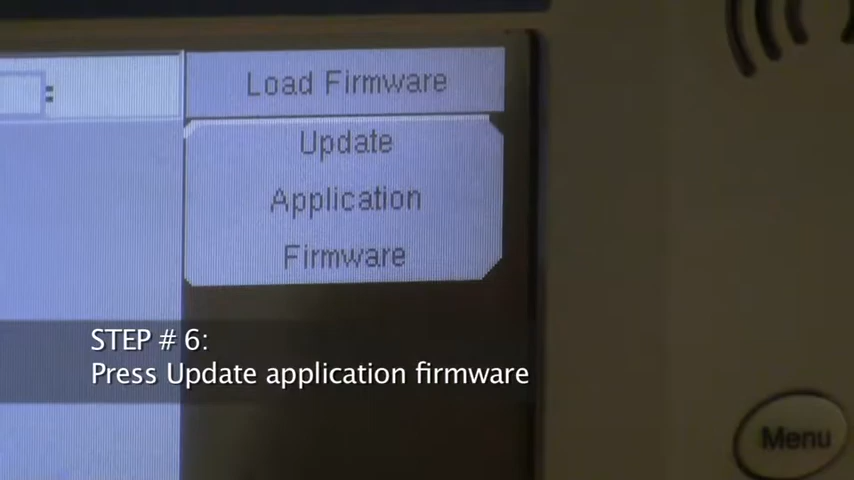 :
Load Firmware
Update
Application
Firmware
STEP # 6:
Press Update application firmware
Menu